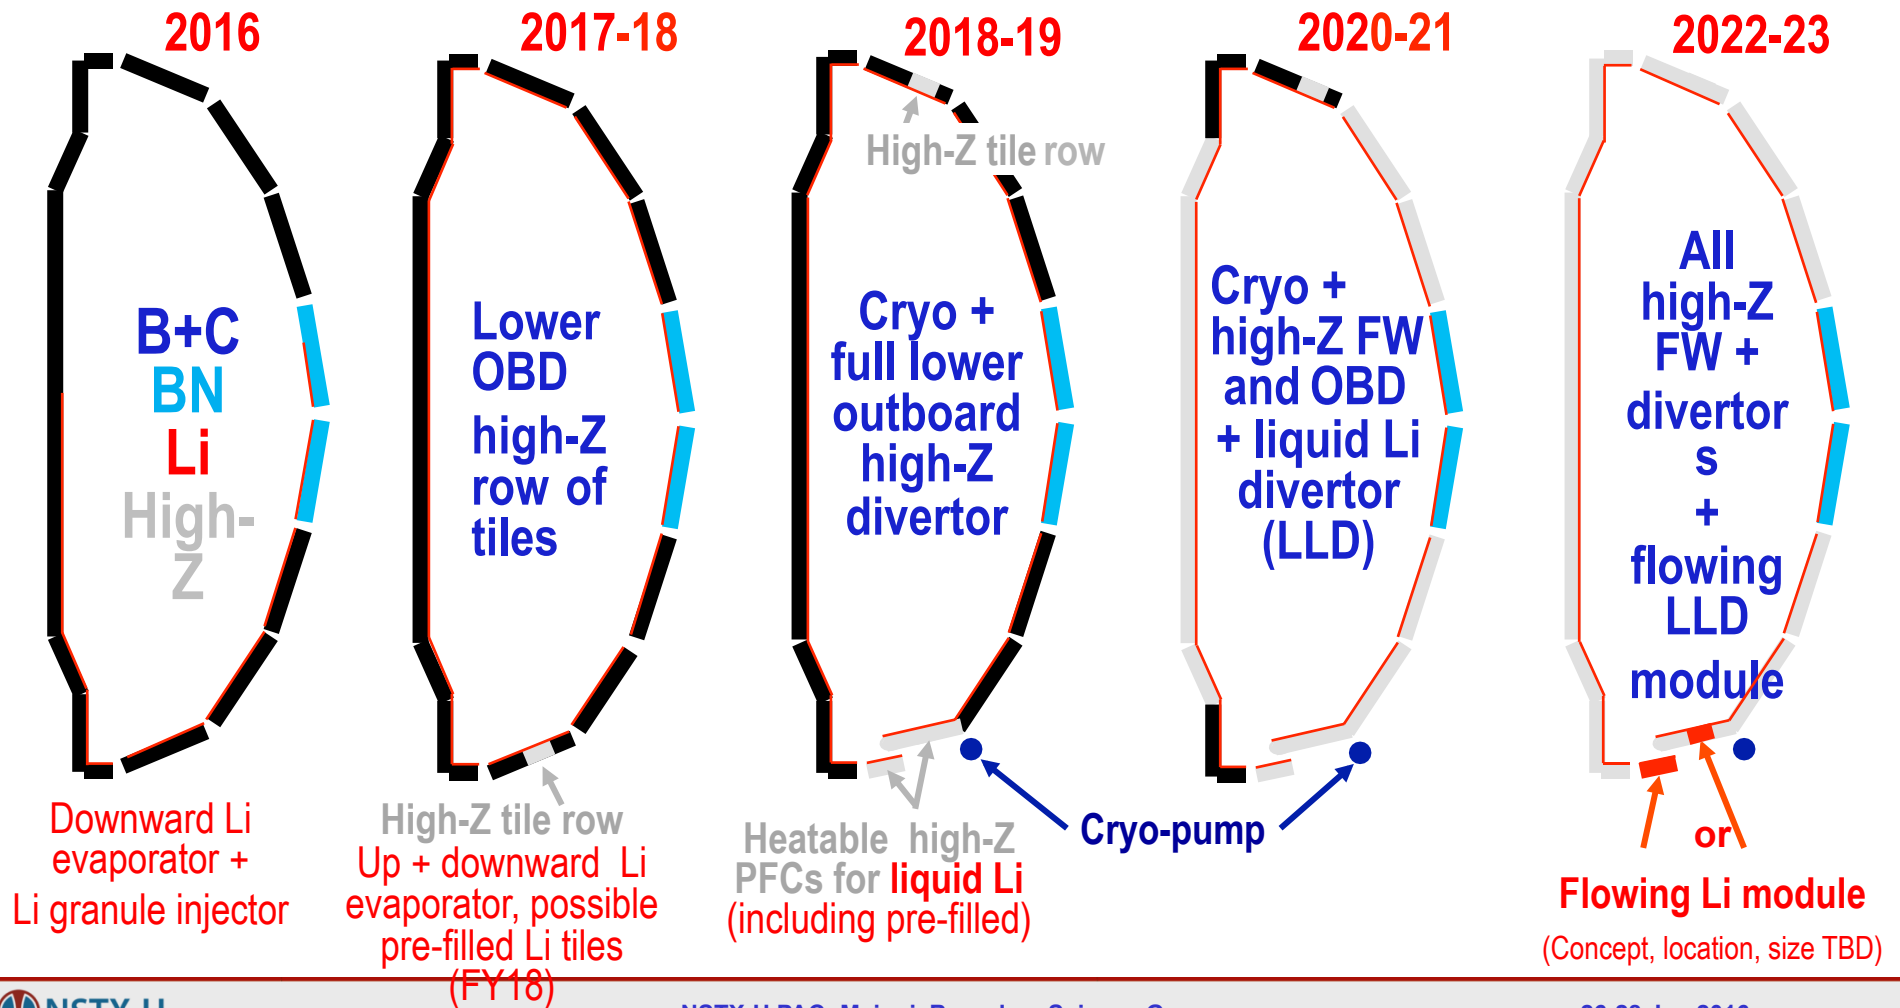 2016
2017-18
2018-19
2020-21
2022-23
High-Z tile row
B+C
BN
Li
High-
Z
Lower
OBD
high-Z
row of
tiles
Cryo +
full lower
outboard
high-Z
divertor
Cryo +
high-Z FW
and OBD
+ liquid Li
divertor
(LLD)
All
high-Z
FW +
divertor
s
+
flowing
LLD
module
Downward Li
evaporator +
Li granule injector
High-Z tile row
Up + downward Li
evaporator, possible
pre-filled Li tiles
(FY18)
Heatable high-Z
PFCs for liquid Li
(including pre-filled)
Cryo-pump
or
Flowing Li module
(Concept, location, size TBD)
NSTX-U